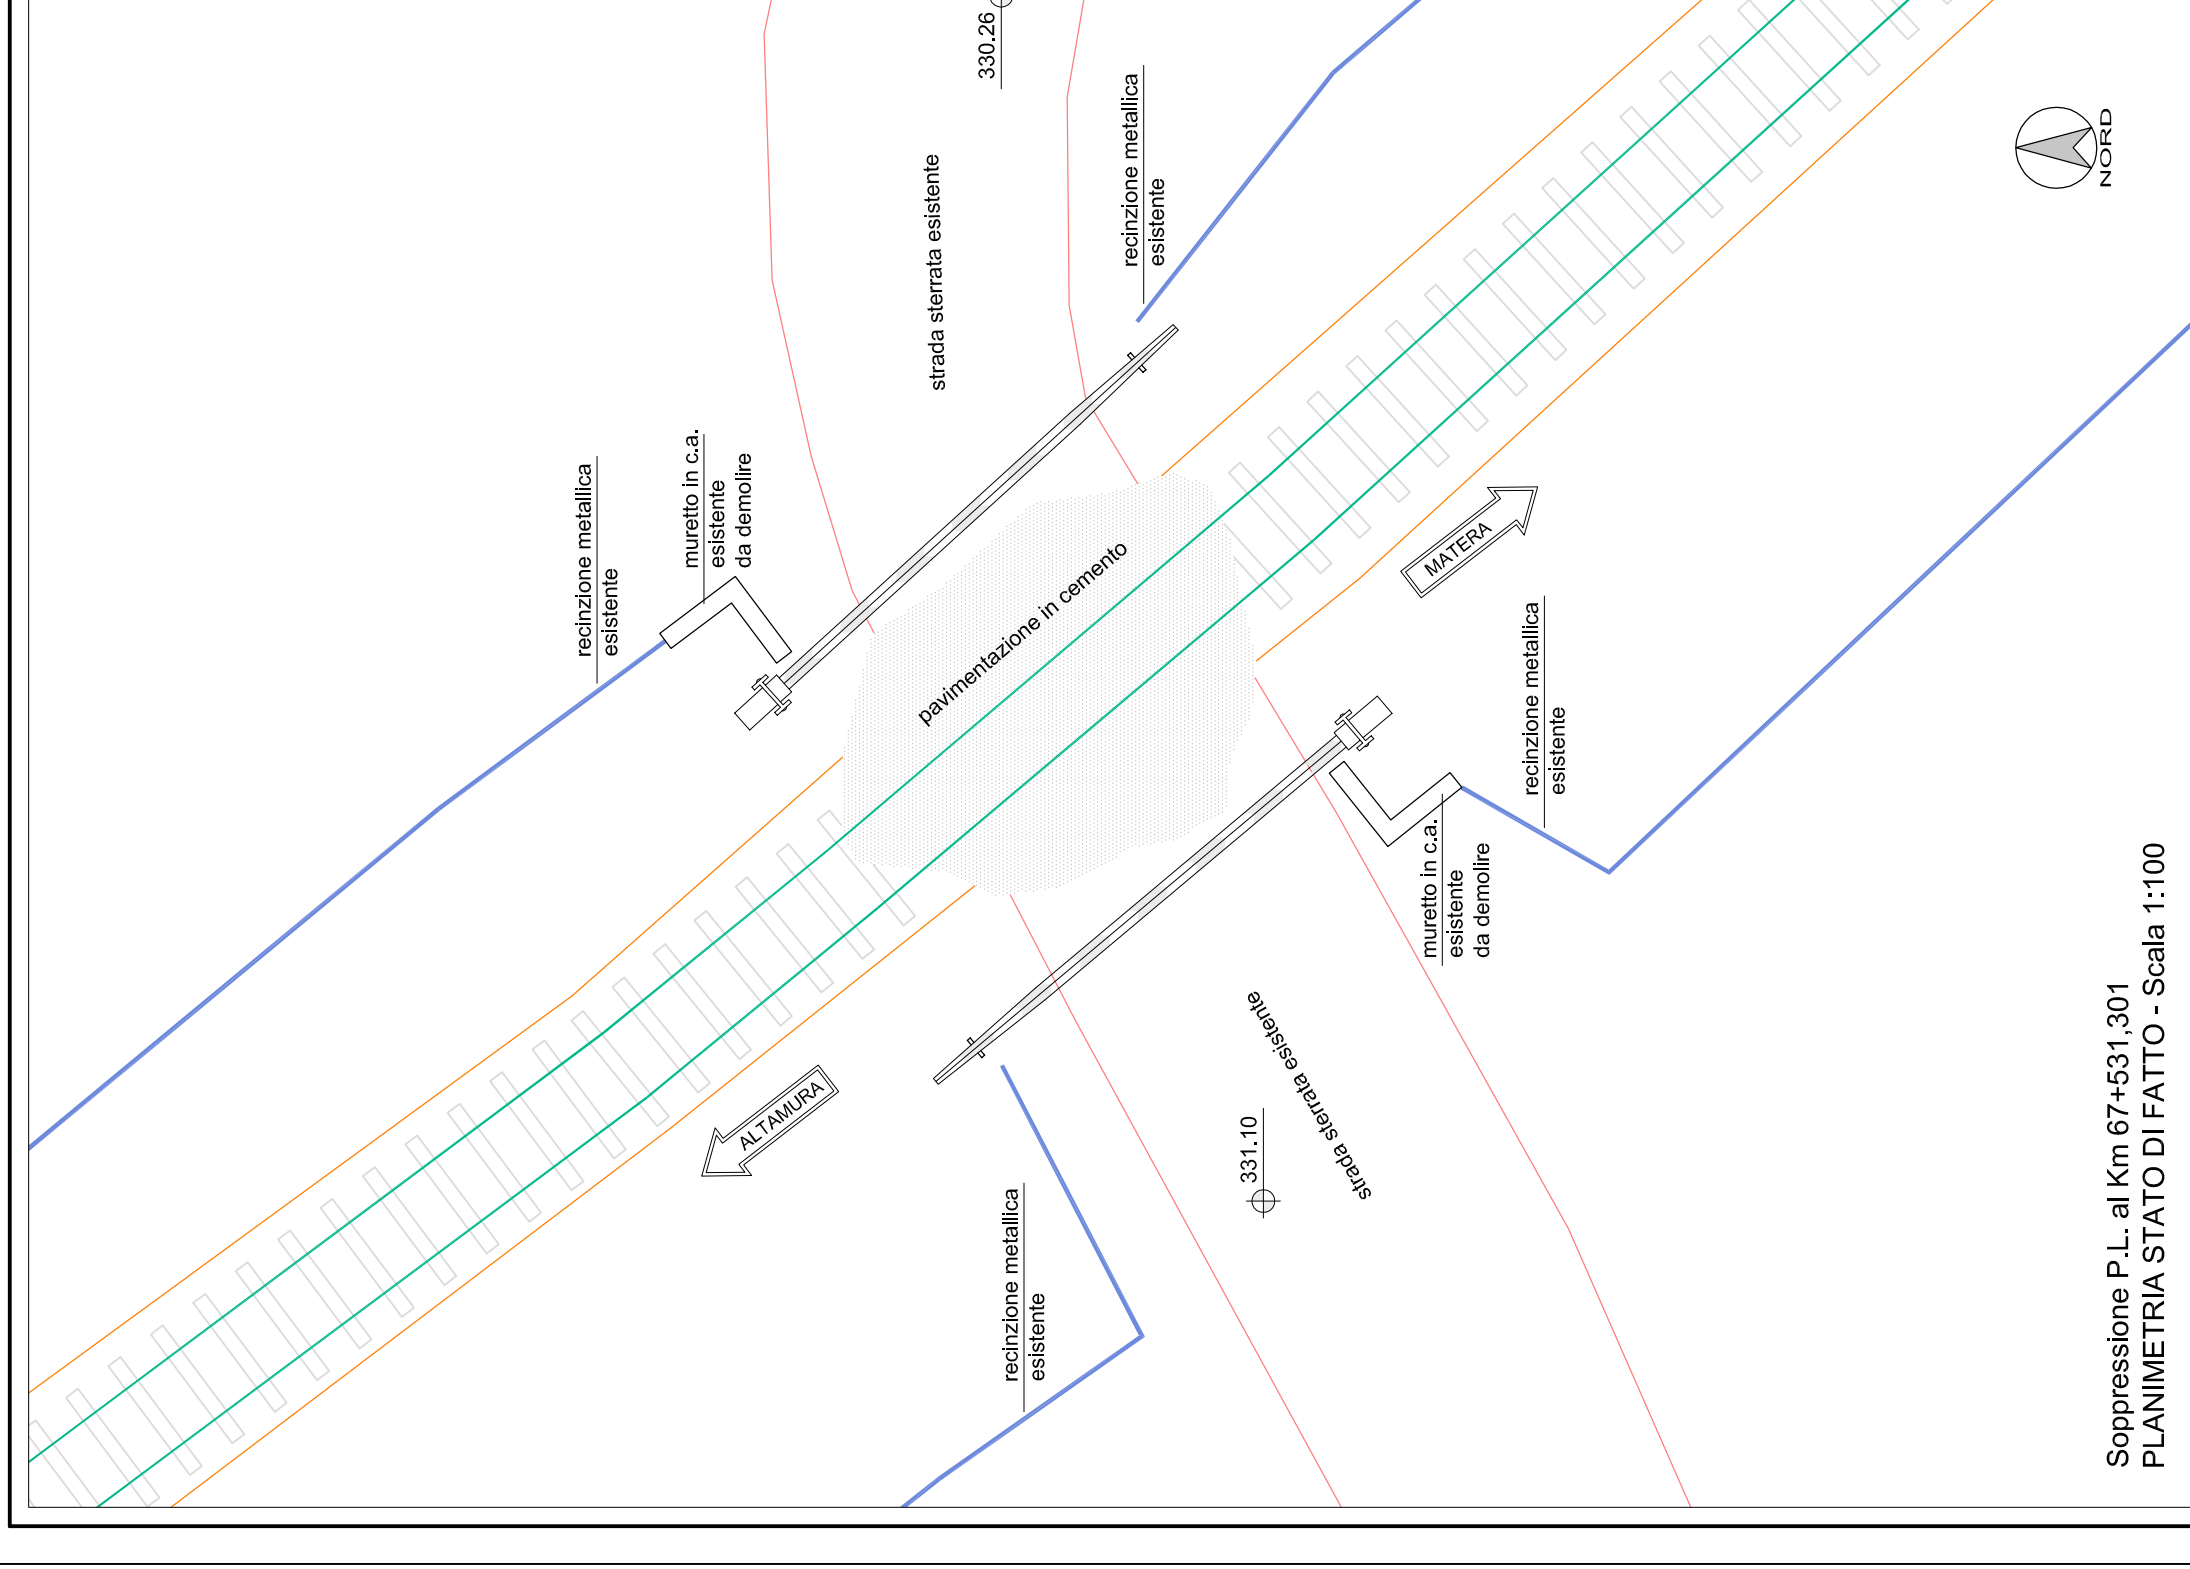 330.26
recinzione metallica
esistente
strada sterrata esistente
NORD
recinzione metallica
esistente
muretto in c.a.
esistente
da demolire
pavimentazione in cemento
MATERA
recinzione metallica
esistente
muretto in c.a.
esistente
da demolire
ALTAMURA
strada sterrata esistente
331.10
recinzione metallica
esistente
Soppressione P.L. al Km 67+531,301
PLANIMETRIA STATO DI FATTO - Scala 1:100